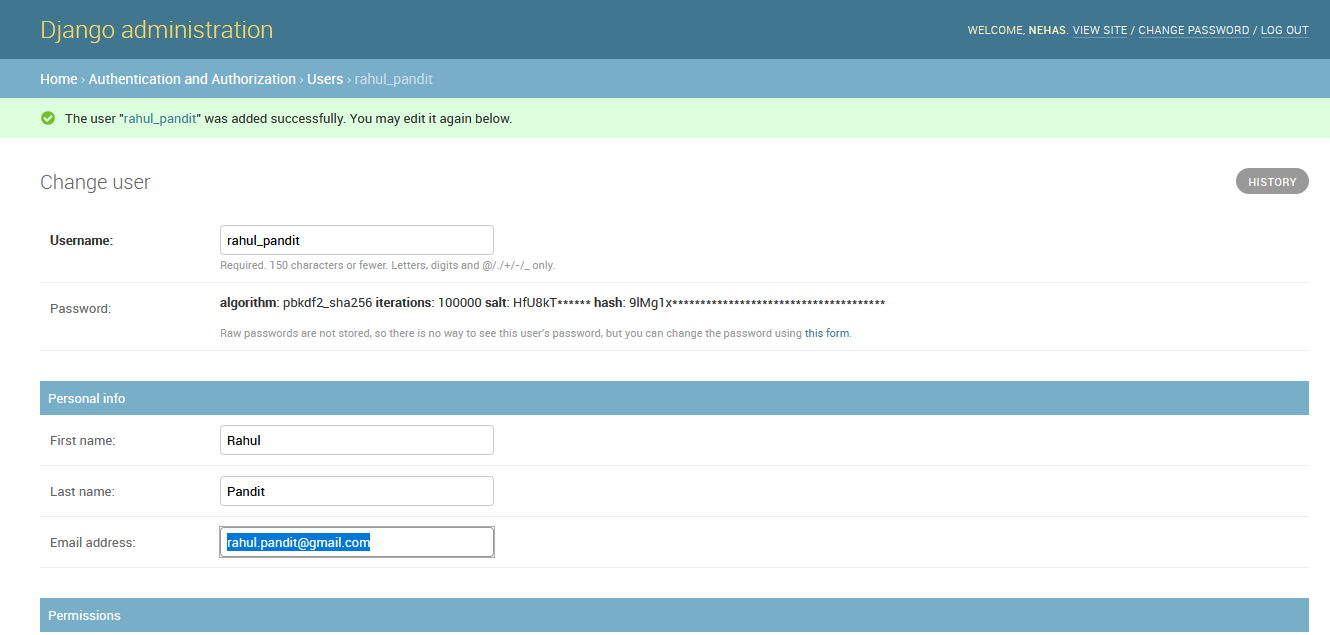 Django administration
WELCOME, NEHAS. VIEW SITE / CHANGE PASSWORD / LOG OUT
Home › Authentication and Authorization › Users › rahul_pandit
The user "rahul_pandit" was added successfully. You may edit it again below.
Change user
HISTORY
Username:
rahul_pandit
Required. 150 characters or fewer. Letters, digits and @/./+/-/_ only.
Password:
algorithm: pbkdf2_sha256 iterations: 100000 salt: HfU8kT****** hash: 9lMg1x**************************************
Raw passwords are not stored, so there is no way to see this user's password, but you can change the password using this form.
Personal info
First name:
Rahul
Last name:
Pandit
Email address:
rahul.pandit@gmail.com
Permissions